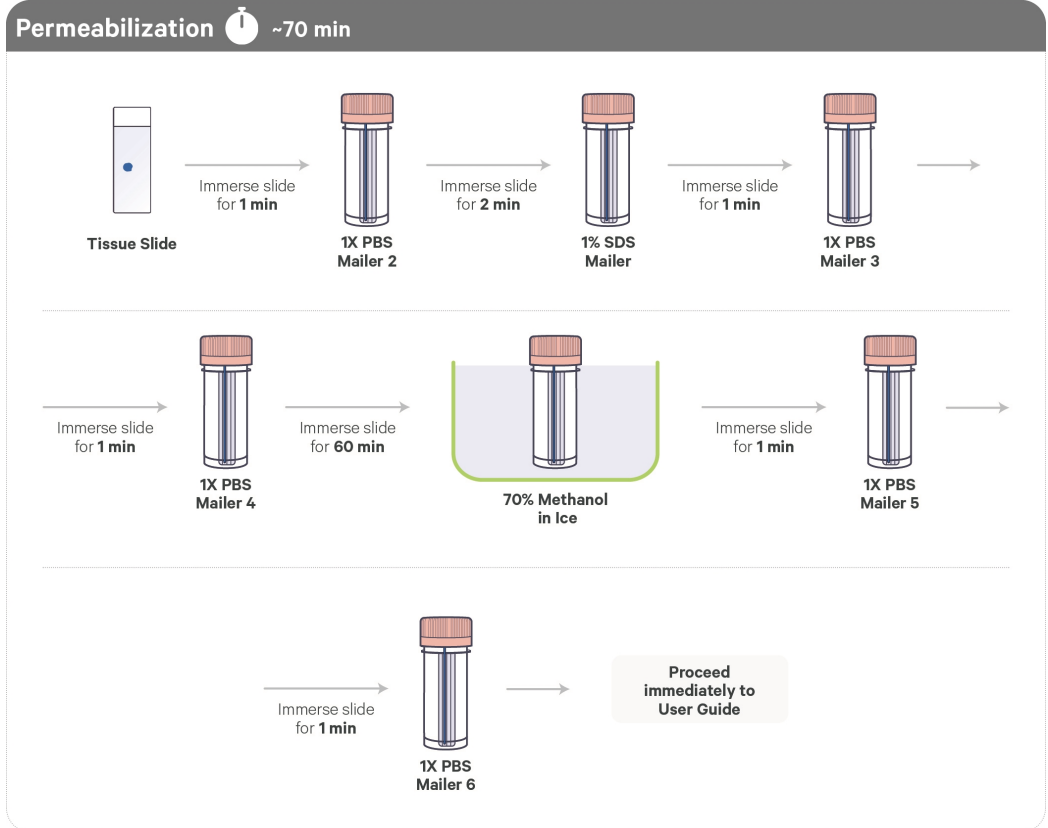 Permeabilization ~70 min
Immerse slide
for 1 min
Immerse slide
for 2 min
Immerse slide
for 1 min
Tissue Slide
1X PBS
Mailer 2
1% SDS
Mailer
1X PBS
Mailer 3
Immerse slide
for 1 min
Immerse slide
for 60 min
Immerse slide
for 1 min
1X PBS
Mailer 4
70% Methanol
in Ice
1X PBS
Mailer 5
Immerse slide
for 1 min
1X PBS
Mailer 6
Proceed
immediately to
User Guide